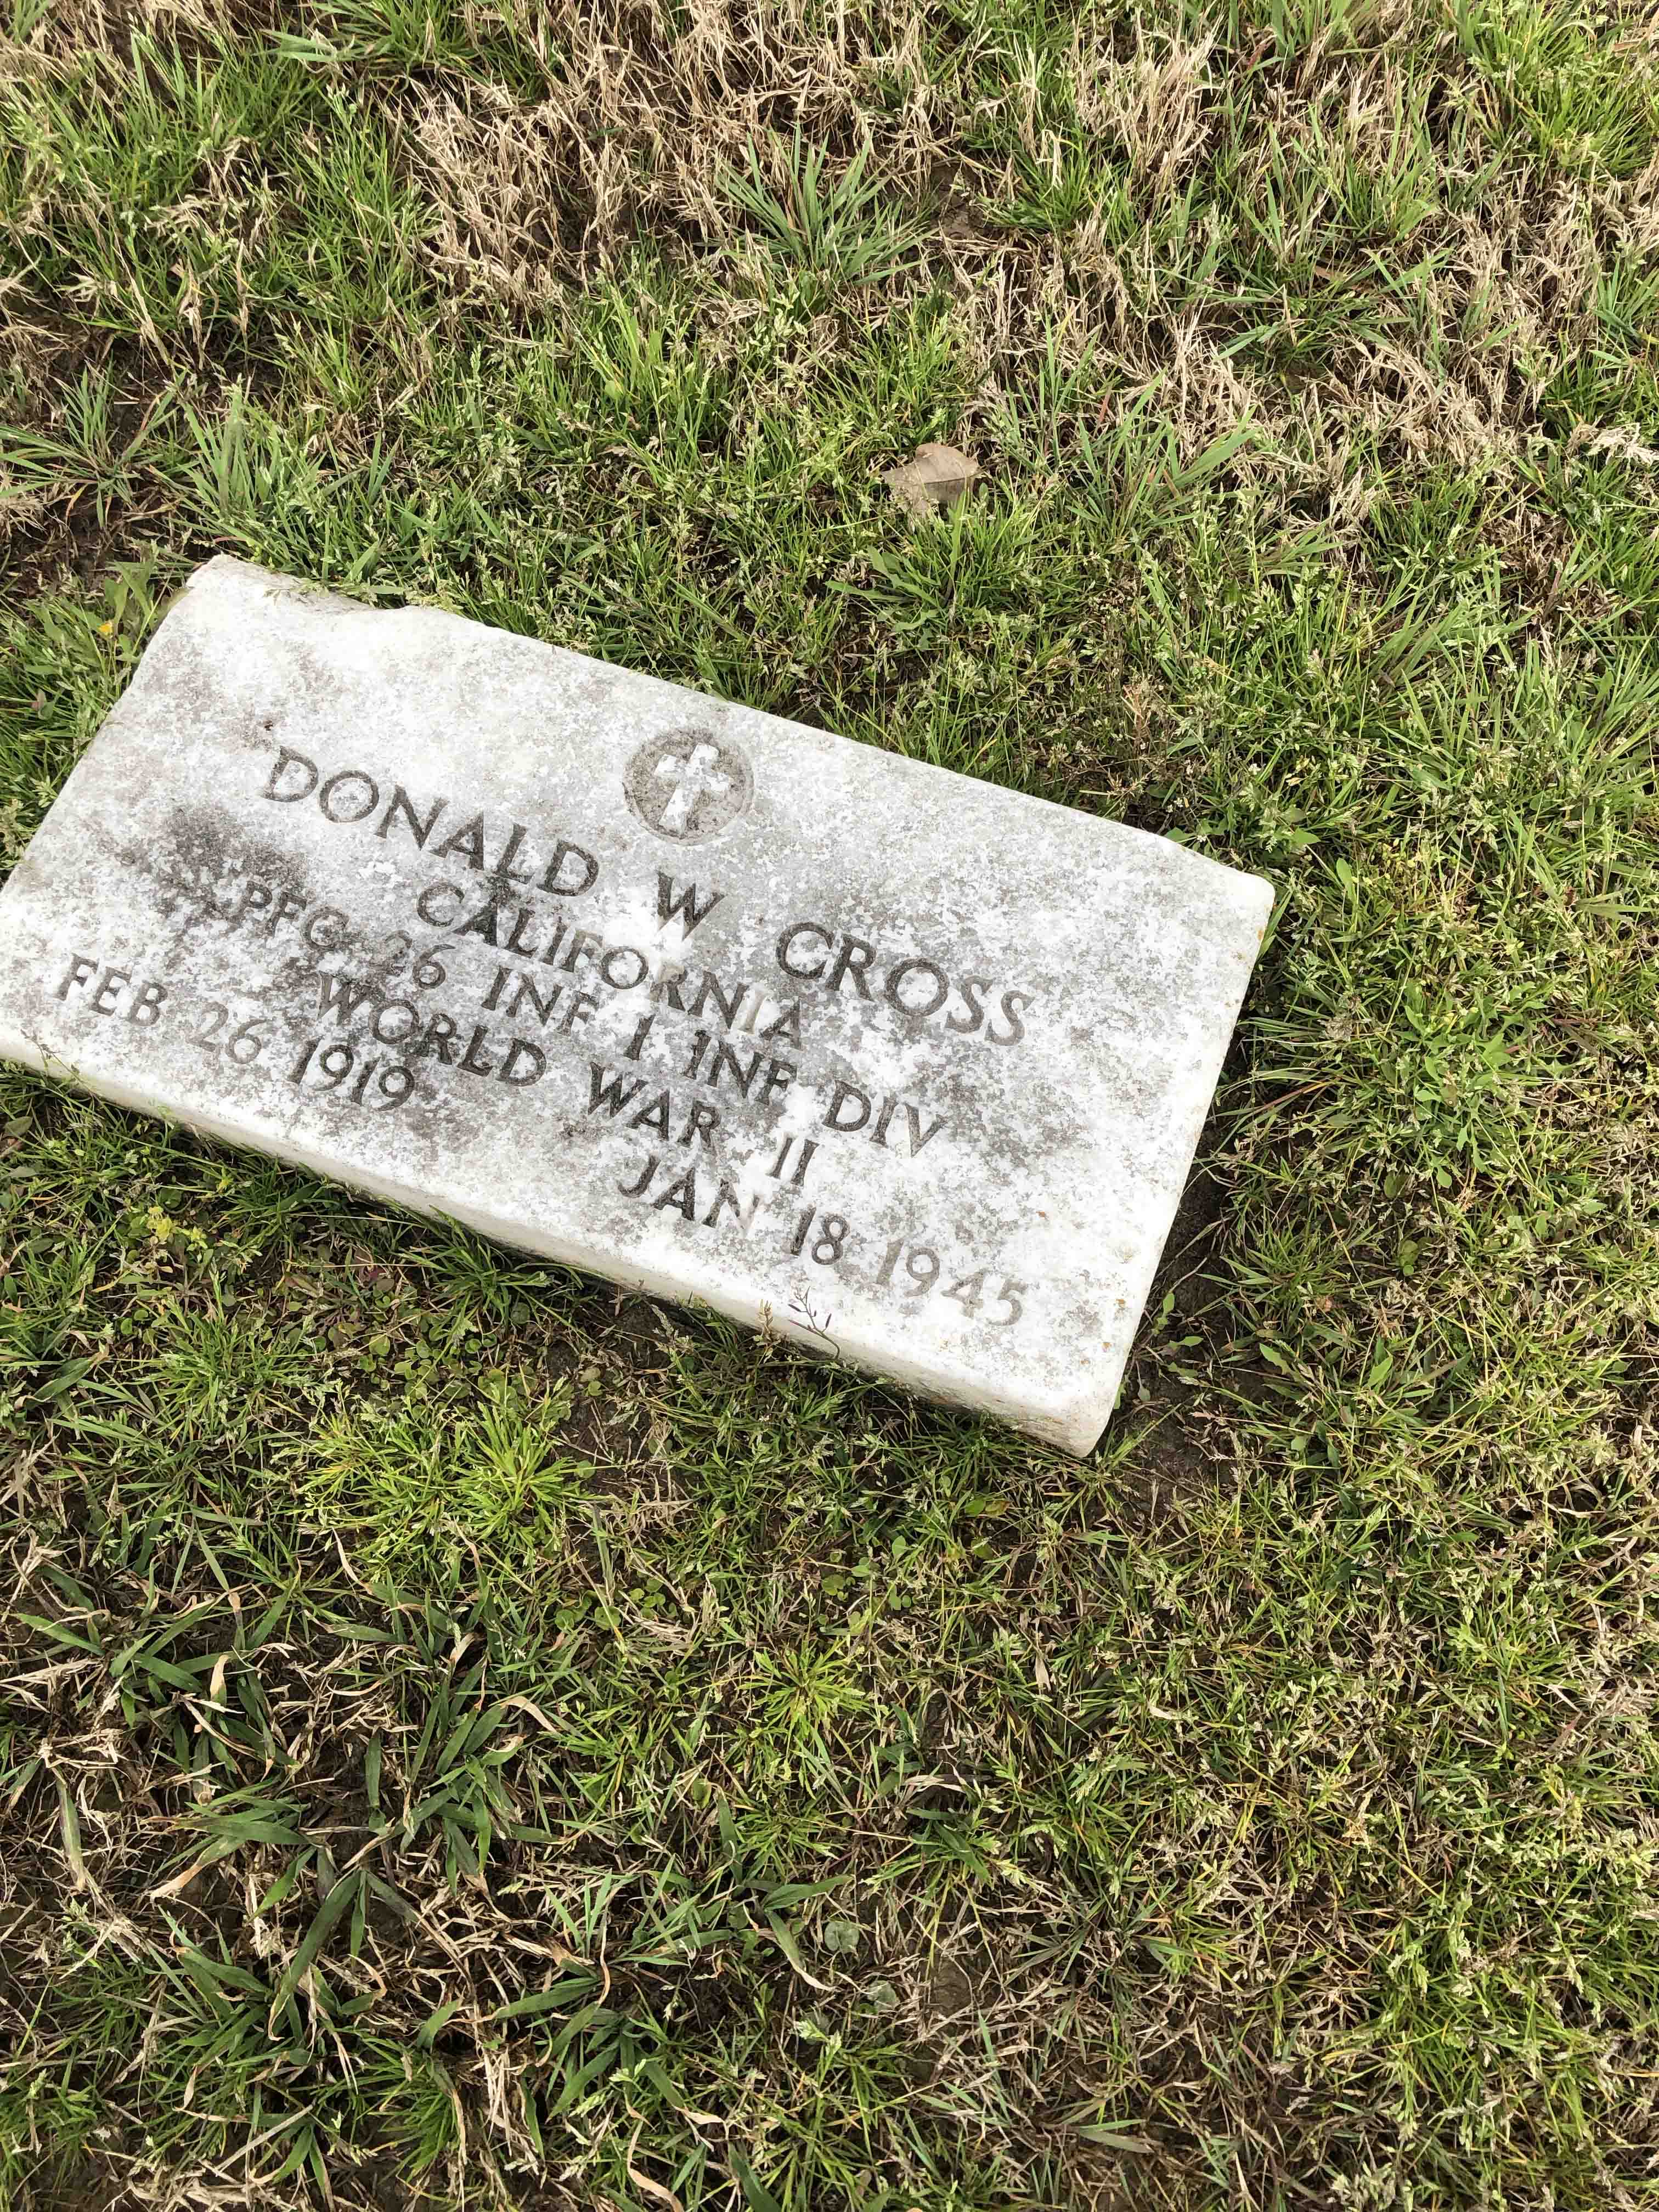 DONALD W CROSS
CALIFORNIA
PFC 26 INF 1 INF DIV
WORLD WAR II
FEB 26 1919 JAN 18 1945